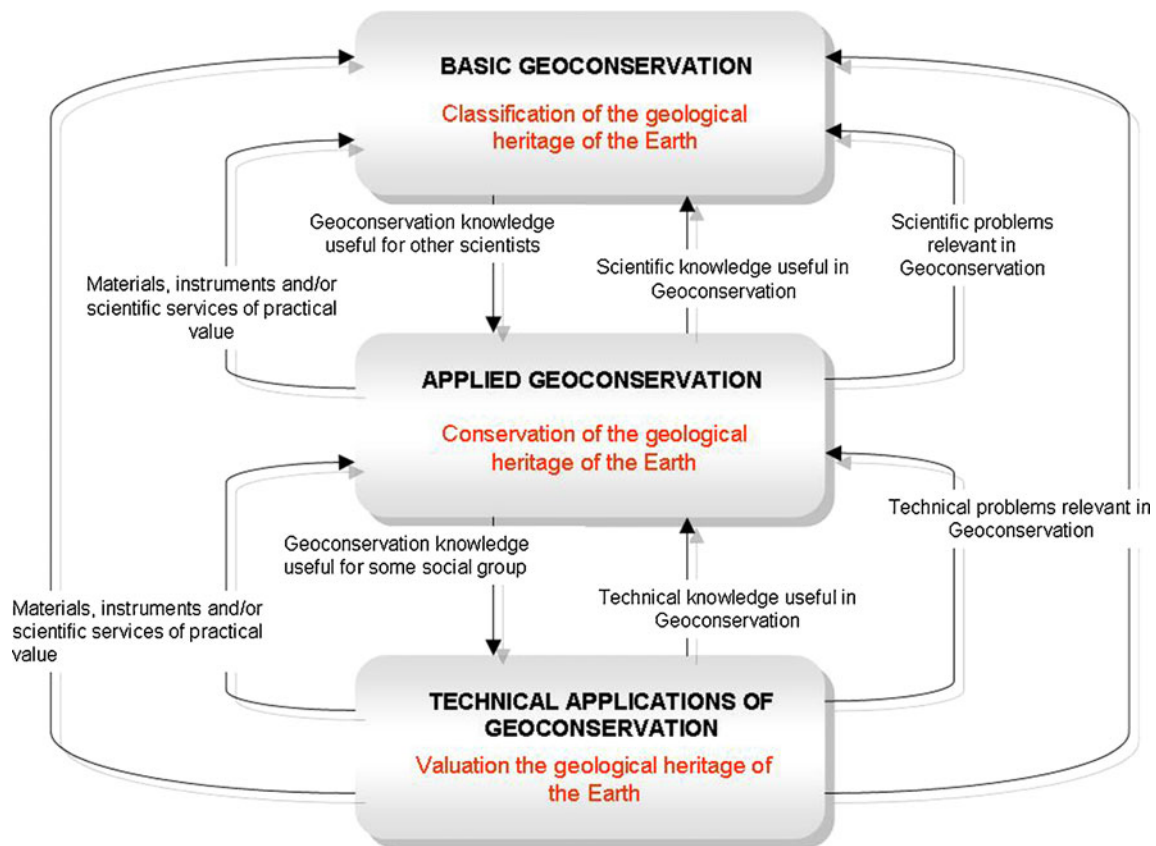 BASIC GEOCONSERVATION
Classification of the geological
heritage of the Earth
Geoconservation knowledge
useful for other scientists
Scientific knowledge useful in
Geoconservation
Scientific problems
relevant in
Geoconservation
Materials, instruments and/or
scientific services of practical
value
APPLIED GEOCONSERVATION
Conservation of the geological
heritage of the Earth
Geoconservation knowledge
useful for some social group
Technical knowledge useful in
Geoconservation
Technical problems relevant in
Geoconservation
Materials, instruments and/or
scientific services of practical
value
TECHNICAL APPLICATIONS OF
GEOCONSERVATION
Valuation the geological heritage of
the Earth